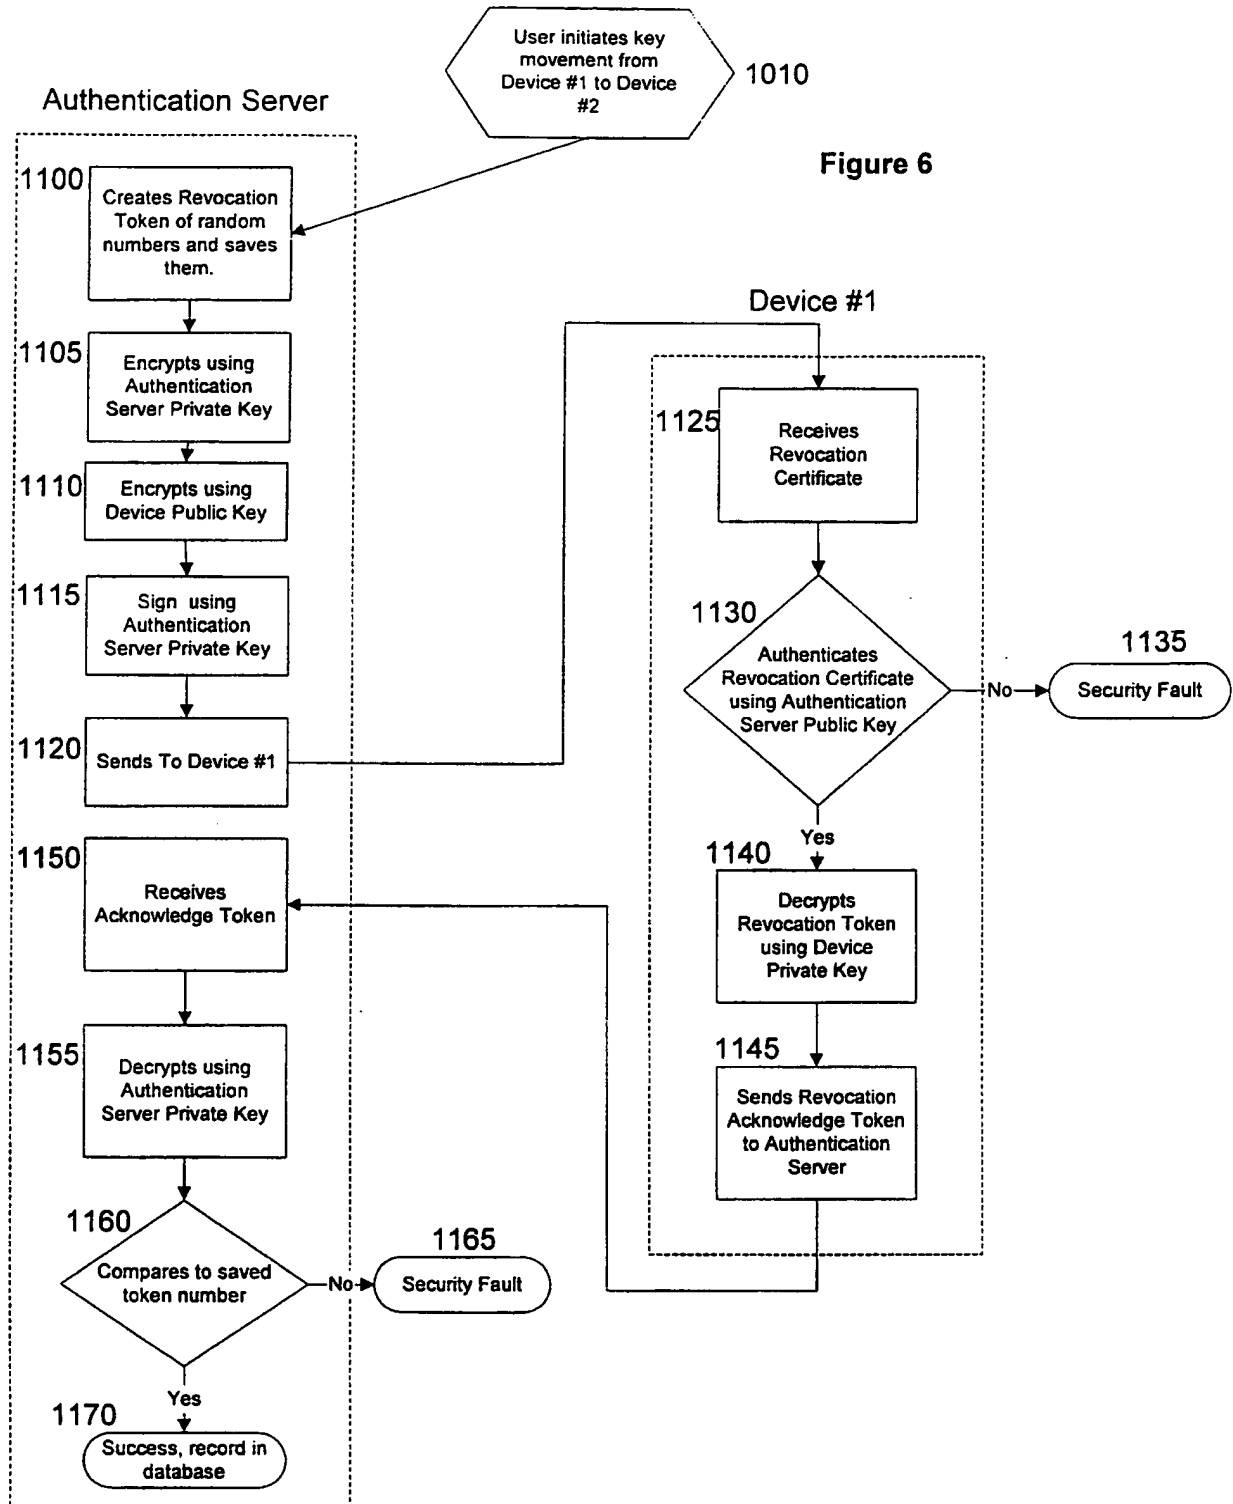 User initiates key
movement from
Device #1 to Device
#2
1010
Authentication Server
Figure 6
1100
Creates Revocation
Token of random
numbers and saves
them.
1105
Encrypts using
Authentication
Server Private Key
1110
Encrypts using
Device Public Key
1115
Sign using
Authentication
Server Private Key
1120
Sends To Device #1
Device #1
1125
Receives
Revocation
Certificate
1130
Authenticates
Revocation Certificate
using Authentication
Server Public Key
No
1135
Security Fault
Yes
1140
Decrypts
Revocation Token
using Device
Private Key
1145
Sends Revocation
Acknowledge Token
to Authentication
Server
1150
Receives
Acknowledge Token
1155
Decrypts using
Authentication
Server Private Key
1160
Compares to saved
token number
No
1165
Security Fault
Yes
1170
Success, record in
database